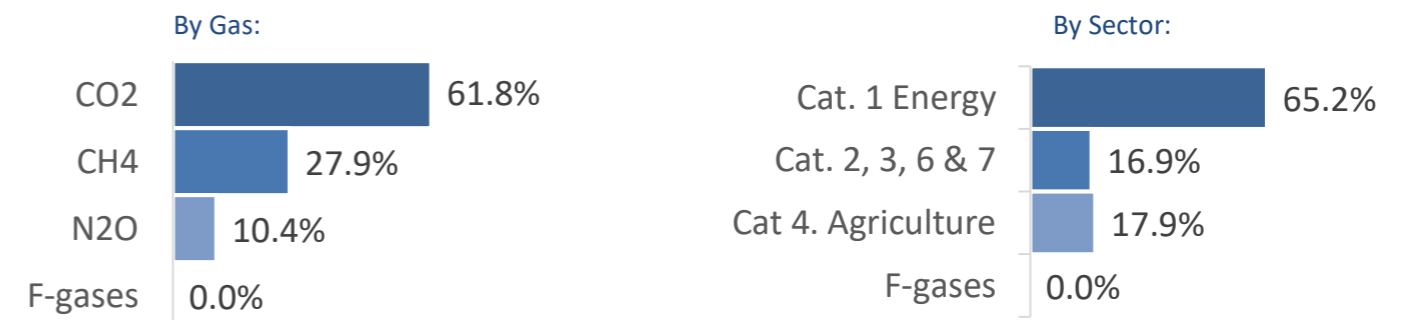 By Gas:
CO2 61.8%
CH4 27.9%
N2O 10.4%
F-gases 0.0%
By Sector:
Cat. 1 Energy 65.2%
Cat. 2, 3, 6 & 7 16.9%
Cat 4. Agriculture 17.9%
F-gases 0.0%